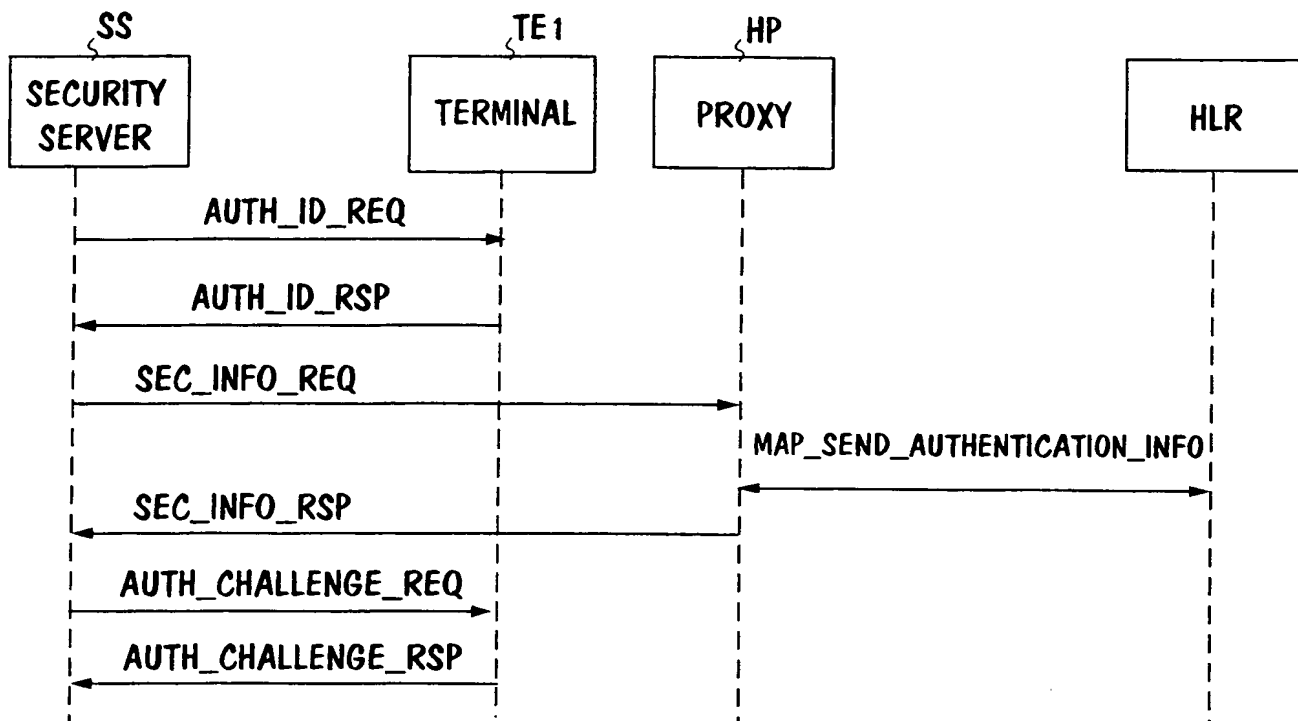 SS
TE1
HP
SECURITY
SERVER
TERMINAL
PROXY
HLR
AUTH_ID_REQ
AUTH_ID_RSP
SEC_INFO_REQ
MAP_SEND_AUTHENTICATION_INFO
SEC_INFO_RSP
AUTH_CHALLENGE_REQ
AUTH_CHALLENGE_RSP